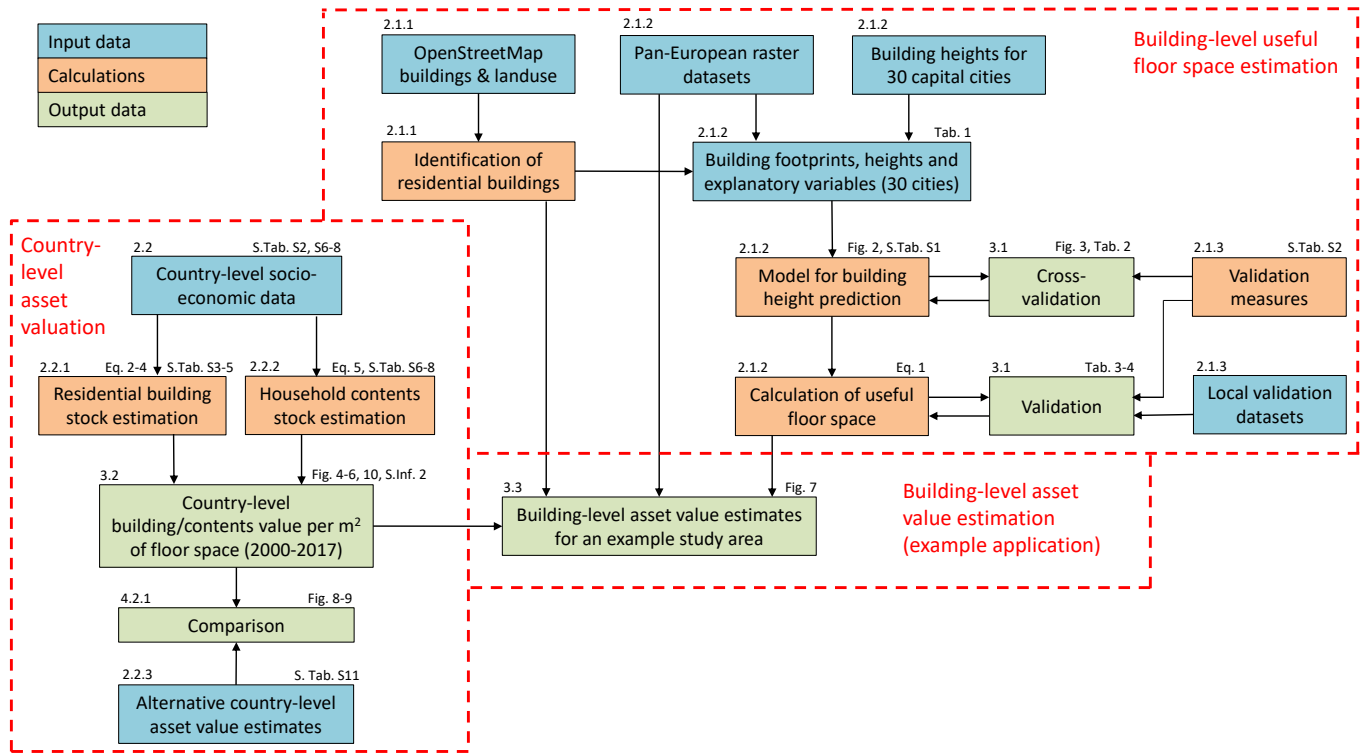 Input data
Calculations
Output data
2.1.1
OpenStreetMap
buildings & landuse
2.1.2
Pan-European raster
datasets
2.1.2
Building heights for
30 capital cities
Building-level useful
floor space estimation
2.1.1
Identification of
residential buildings
2.1.2
Tab. 1
Building footprints, heights and
explanatory variables (30 cities)
Country-
level
asset
valuation
2.2
S.Tab. S2, S6-8
Country-level socio-
economic data
2.1.2
Fig. 2, S.Tab. S1
Model for building
height prediction
3.1
Fig. 3, Tab. 2
Cross-
validation
2.1.3
S.Tab. S2
Validation
measures
2.2.1
Eq. 2-4
S.Tab. S3-5
Residential building
stock estimation
2.2.2
Eq. 5, S.Tab. S6-8
Household contents
stock estimation
2.1.2
Eq. 1
Calculation of useful
floor space
3.1
Tab. 3-4
Validation
2.1.3
Local validation
datasets
3.2
Fig. 4-6, 10, S.Inf. 2
Country-level
building/contents value per m²
of floor space (2000-2017)
3.3
Fig. 7
Building-level asset value estimates
for an example study area
Building-level asset
value estimation
(example application)
4.2.1
Fig. 8-9
Comparison
2.2.3
S. Tab. S11
Alternative country-level
asset value estimates